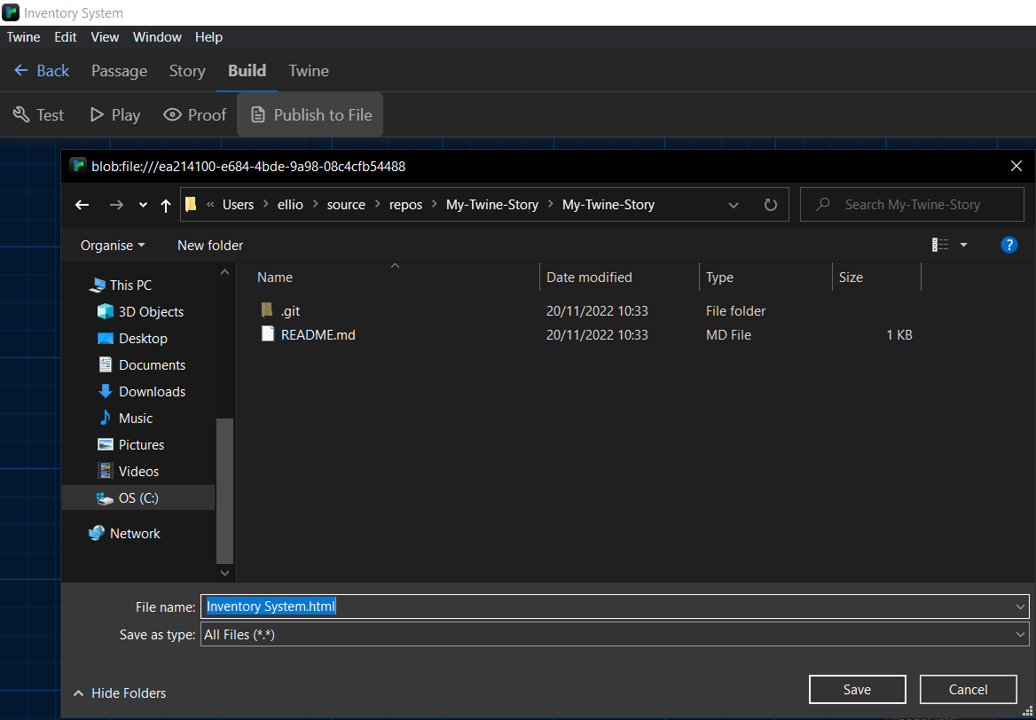 Inventory System
Twine Edit View Window Help
Back Passage Story Build Twine
Test Play Proof Publish to File
blob:file:///ea214100-e684-4bde-9a98-08c4cfb54488
« Users > ellio > source > repos > My-Twine-Story > My-Twine-Story Search My-Twine-Story
Organise New folder ?
Name Date modified Type Size
This PC
3D Objects .git 20/11/2022 10:33 File folder
Desktop README.md 20/11/2022 10:33 MD File 1 KB
Documents
Downloads
Music
Pictures
Videos
OS (C:)
Network
File name: Inventory System.html
Save as type: All Files (*.*)
Hide Folders Save Cancel